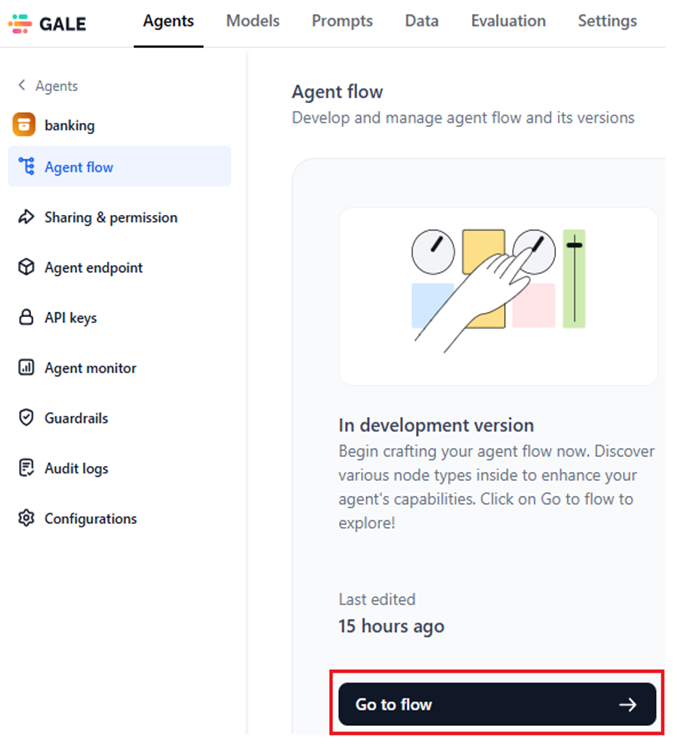 GALE
Agents Models Prompts Data Evaluation Settings
Agents
banking
Agent flow
Sharing & permission
Agent endpoint
API keys
Agent monitor
Guardrails
Audit logs
Configurations
Agent flow
Develop and manage agent flow and its versions
In development version
Begin crafting your agent flow now. Discover
various node types inside to enhance your
agent's capabilities. Click on Go to flow to
explore!
Last edited
15 hours ago
Go to flow